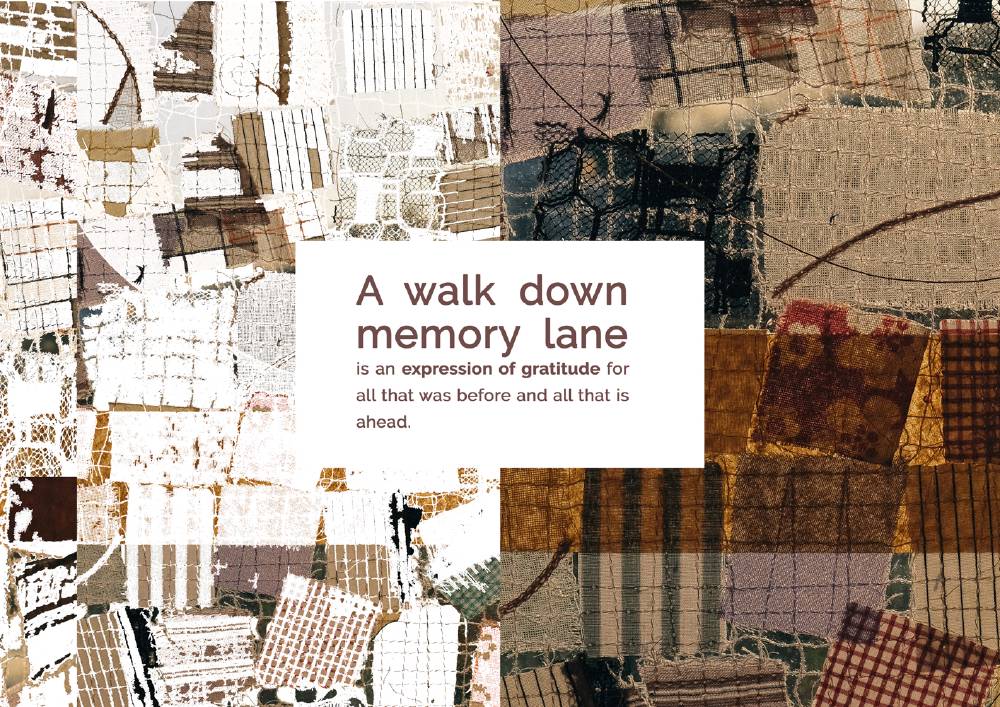 A walk down
memory lane
is an expression of gratitude for
all that was before and all that is
ahead.